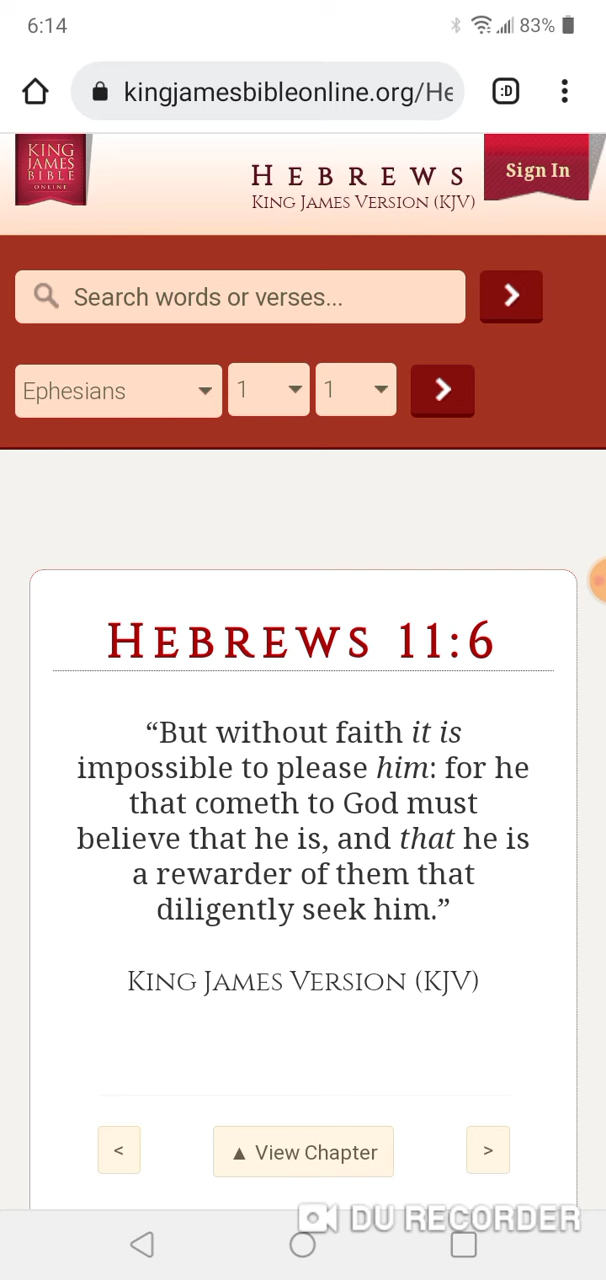 6:14
83%
kingjamesbibleonline.org/He
:D
KING
JAMES
BIBLE
ONLINE
HEBREWS
KING JAMES VERSION (KJV)
Sign In
Search words or verses...
Ephesians 1 1
HEBREWS 11:6
“But without faith it is
impossible to please him: for he
that cometh to God must
believe that he is, and that he is
a rewarder of them that
diligently seek him.”
KING JAMES VERSION (KJV)
< ▲ View Chapter >
DU RECORDER